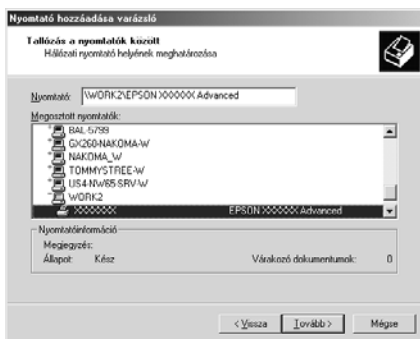 Nyomtató hozzáadása varázsló
Tallózás a nyomtatók között
Hálózati nyomtató helyének meghatározása
Nyomtató: \WORK2\EPSON XXXXXX Advanced
Megosztott nyomtatók:
BAL-5799
GX260-NAKOMA-W
NAKOMA_W
TOMMYSTREE-W
US4-NW65-SRV-W
WORK2
XXXXXXX EPSON XXXXXX Advanced
Nyomtatóinformáció
Megjegyzés:
Állapot: Kész Várakozó dokumentumok: 0
< Vissza Tovább > Mégse